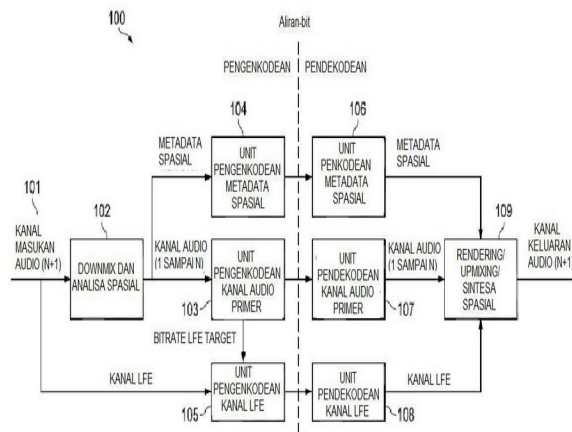 100
Aliran-bit
PENGENKODEAN
PENDEKODEAN
104
106
METADATA
SPASIAL
UNIT
PENGENKODEAN
METADATA
SPASIAL
UNIT
PENKODEAN
METADATA
SPASIAL
METADATA
SPASIAL
101
KANAL
MASUKAN
AUDIO (N+1)
102
DOWNMIX DAN
ANALISA SPASIAL
KANAL AUDIO
(1 SAMPAI N)
UNIT
PENGENKODEAN
KANAL AUDIO
PRIMER
103
UNIT
PENDEKODEAN
KANAL AUDIO
PRIMER
107
KANAL AUDIO
(1 SAMPAI N)
109
RENDERING/
UPMIXING/
SINTESA
SPASIAL
KANAL
KELUARAN
AUDIO (N+1)
BITRATE LFE TARGET
KANAL LFE
UNIT
PENGENKODEAN
KANAL LFE
105
UNIT
PENDEKODEAN
KANAL LFE
108
KANAL LFE